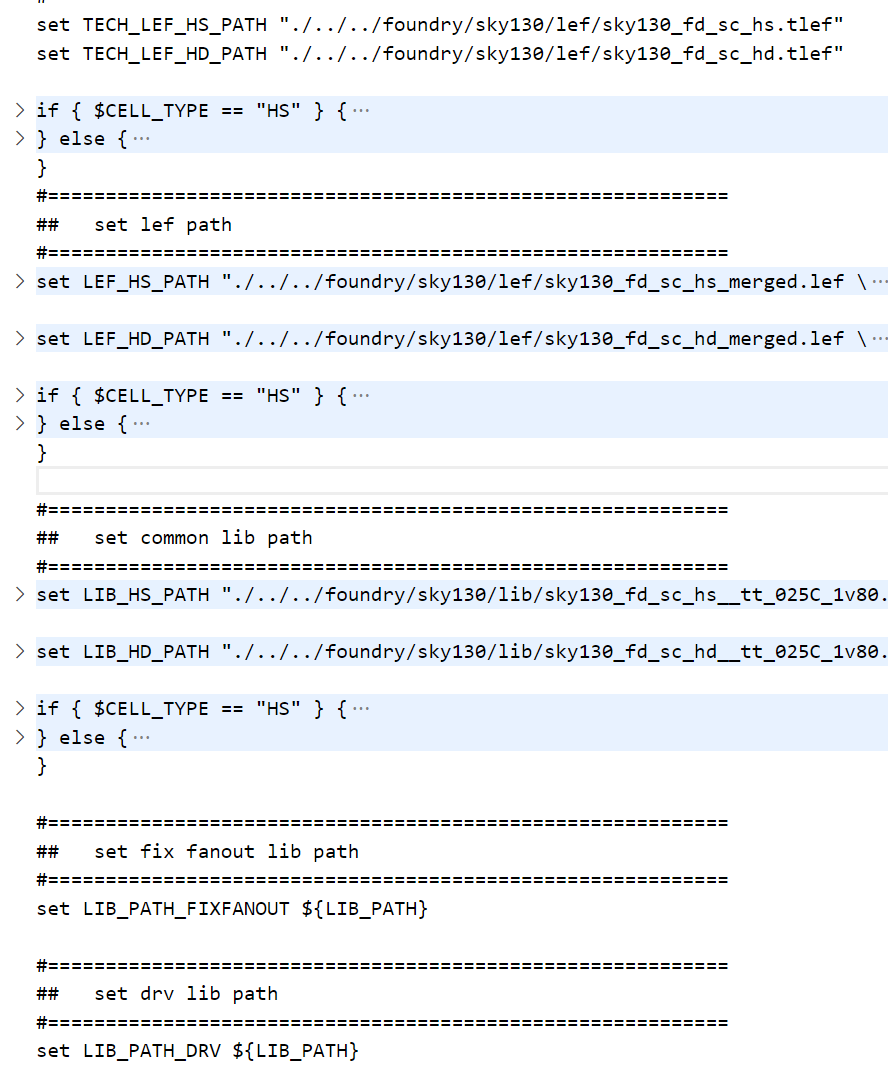 set TECH_LEF_HS_PATH "./../../foundry/sky130/lef/sky130_fd_sc_hs.tlef"
set TECH_LEF_HD_PATH "./../../foundry/sky130/lef/sky130_fd_sc_hd.tlef"
if { $CELL_TYPE == "HS" } {···
} else {···
}
#===========================================================
##   set lef path
#===========================================================
set LEF_HS_PATH "./../../foundry/sky130/lef/sky130_fd_sc_hs_merged.lef \···
set LEF_HD_PATH "./../../foundry/sky130/lef/sky130_fd_sc_hd_merged.lef \···
if { $CELL_TYPE == "HS" } {···
} else {···
}
#===========================================================
##   set common lib path
#===========================================================
set LIB_HS_PATH "./../../foundry/sky130/lib/sky130_fd_sc_hs__tt_025C_1v80.
set LIB_HD_PATH "./../../foundry/sky130/lib/sky130_fd_sc_hd__tt_025C_1v80.
if { $CELL_TYPE == "HS" } {···
} else {···
}
#===========================================================
##   set fix fanout lib path
#===========================================================
set LIB_PATH_FIXFANOUT ${LIB_PATH}
#===========================================================
##   set drv lib path
#===========================================================
set LIB_PATH_DRV ${LIB_PATH}